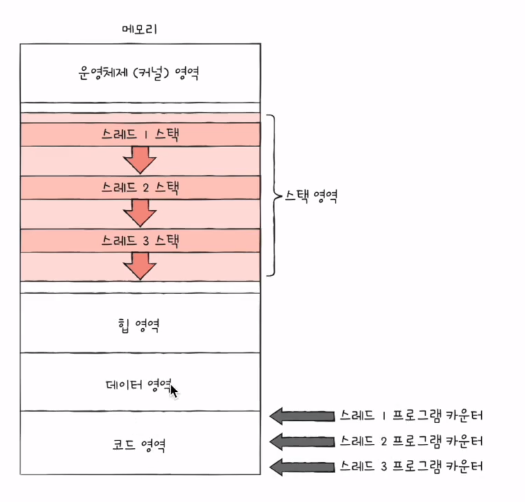 메모리
운영체제 (커널) 영역
스레드 1 스택
스레드 2 스택
스택 영역
스레드 3 스택
힙 영역
데이터 영역
스레드 1 프로그램 카운터
코드 영역
스레드 2 프로그램 카운터
스레드 3 프로그램 카운터